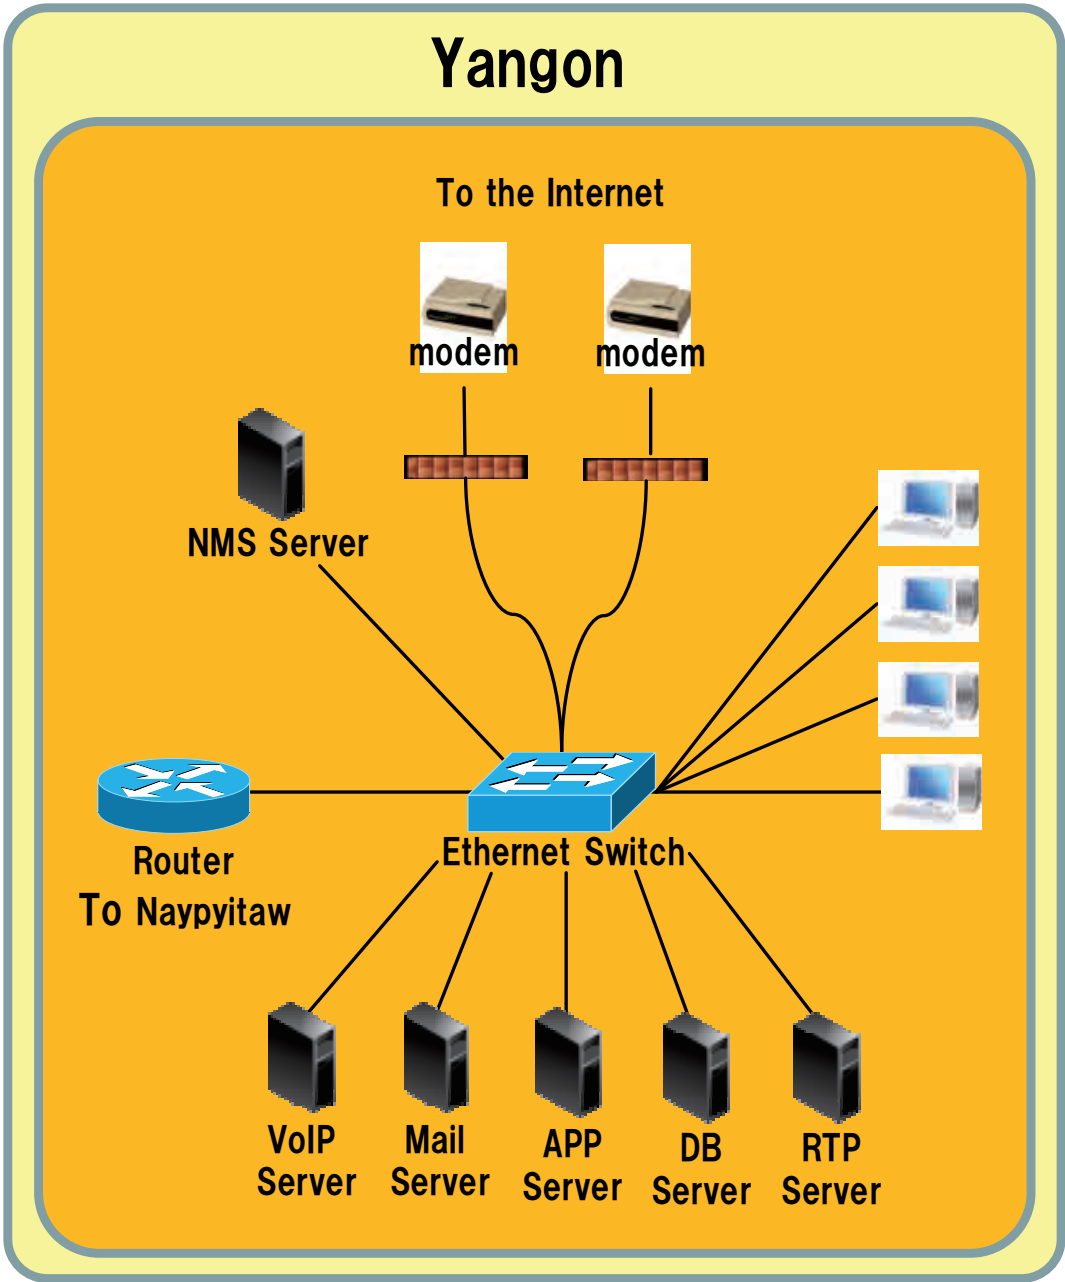 Yangon
To the Internet
modem
modem
NMS Server
Ethernet Switch
Router
To Naypyitaw
VoIP
Server
Mail
Server
APP
Server
DB
Server
RTP
Server